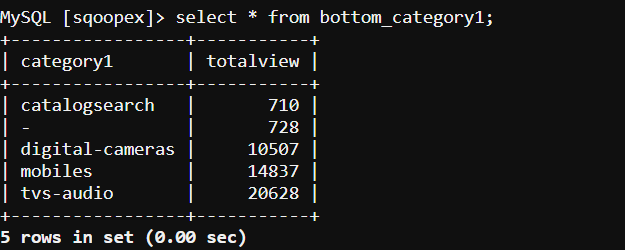 MySQL [sqoopex]> select * from bottom_category1;
+-----------------+-----------+
| category1       | totalview |
+-----------------+-----------+
| catalogsearch   |       710 |
| -               |       728 |
| digital-cameras |     10507 |
| mobiles         |     14837 |
| tvs-audio       |     20628 |
+-----------------+-----------+
5 rows in set (0.00 sec)